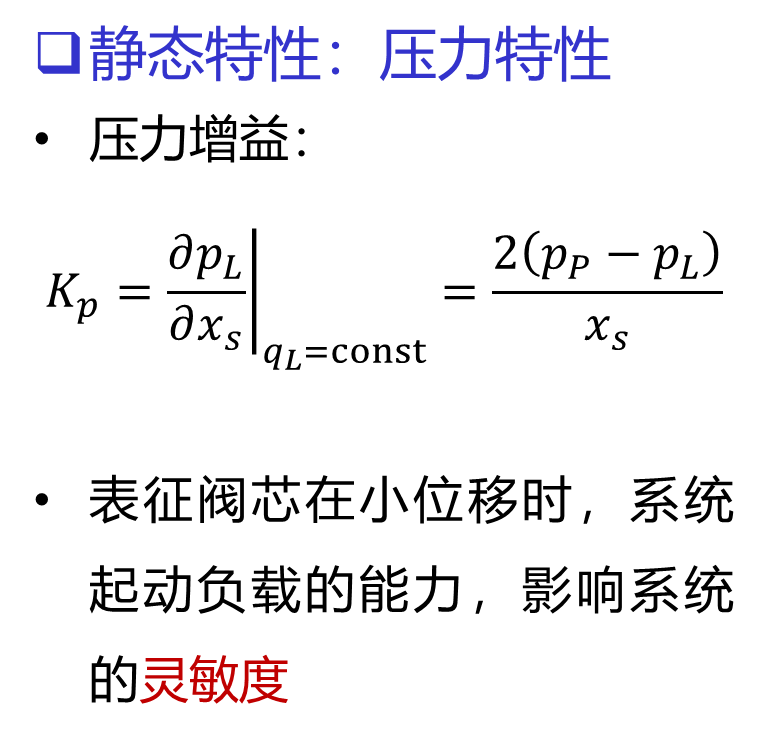 ❑静态特性：压力特性
• 压力增益：
K_p = ∂p_L/∂x_s |_{q_L=const} = 2(p_P − p_L)/x_s
• 表征阀芯在小位移时，系统
起动负载的能力，影响系统
的灵敏度